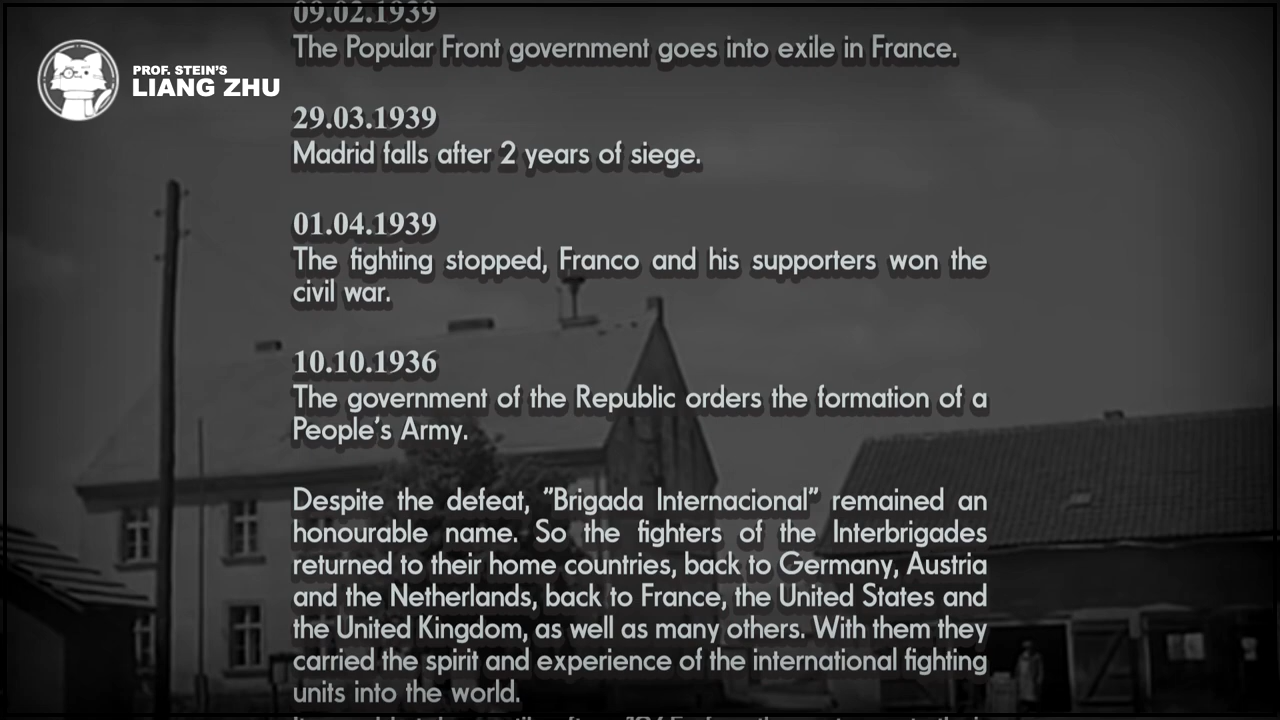 09.02.1939
The Popular Front government goes into exile in France.
PROF. STEIN'S
LIANG ZHU
29.03.1939
Madrid falls after 2 years of siege.
01.04.1939
The fighting stopped, Franco and his supporters won the
civil war.
10.10.1936
The government of the Republic orders the formation of a
People's Army.
Despite the defeat, "Brigada Internacional" remained an
honourable name. So the fighters of the Interbrigades
returned to their home countries, back to Germany, Austria
and the Netherlands, back to France, the United States and
the United Kingdom, as well as many others. With them they
carried the spirit and experience of the international fighting
units into the world.